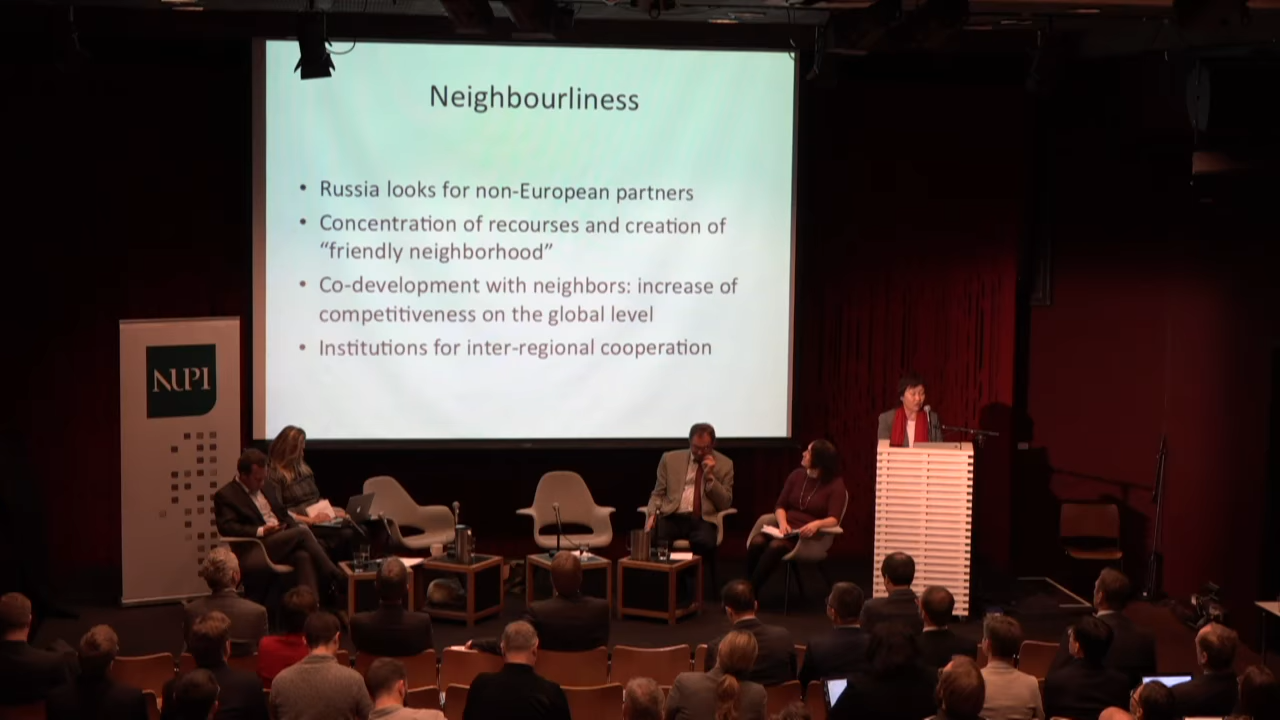 Neighbourliness
• Russia looks for non-European partners
• Concentration of recourses and creation of
“friendly neighborhood”
• Co-development with neighbors: increase of
competitiveness on the global level
• Institutions for inter-regional cooperation
NUPI